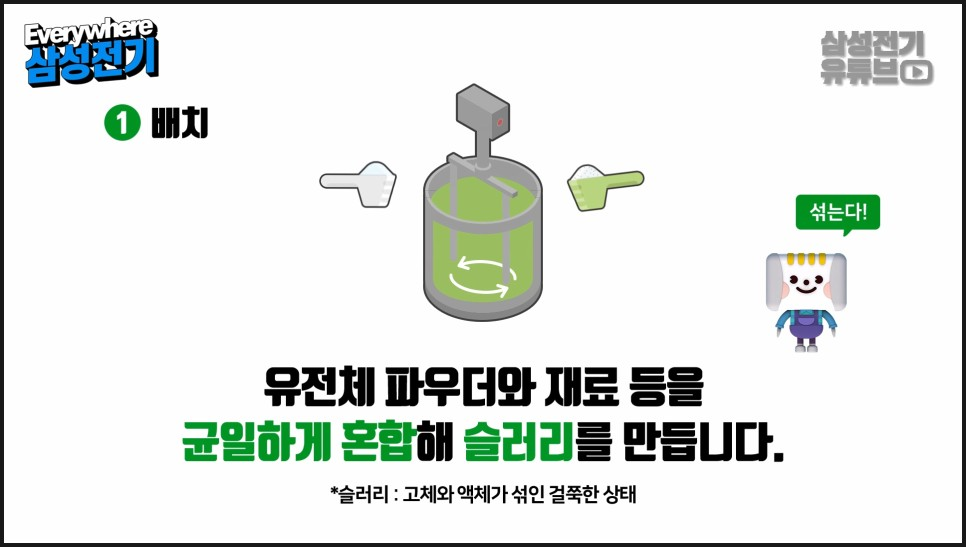 Everywhere
삼성전기
삼성전기
유튜브
1 배치
섞는다!
유전체 파우더와 재료 등을
균일하게 혼합해 슬러리를 만듭니다.
*슬러리 : 고체와 액체가 섞인 걸쭉한 상태